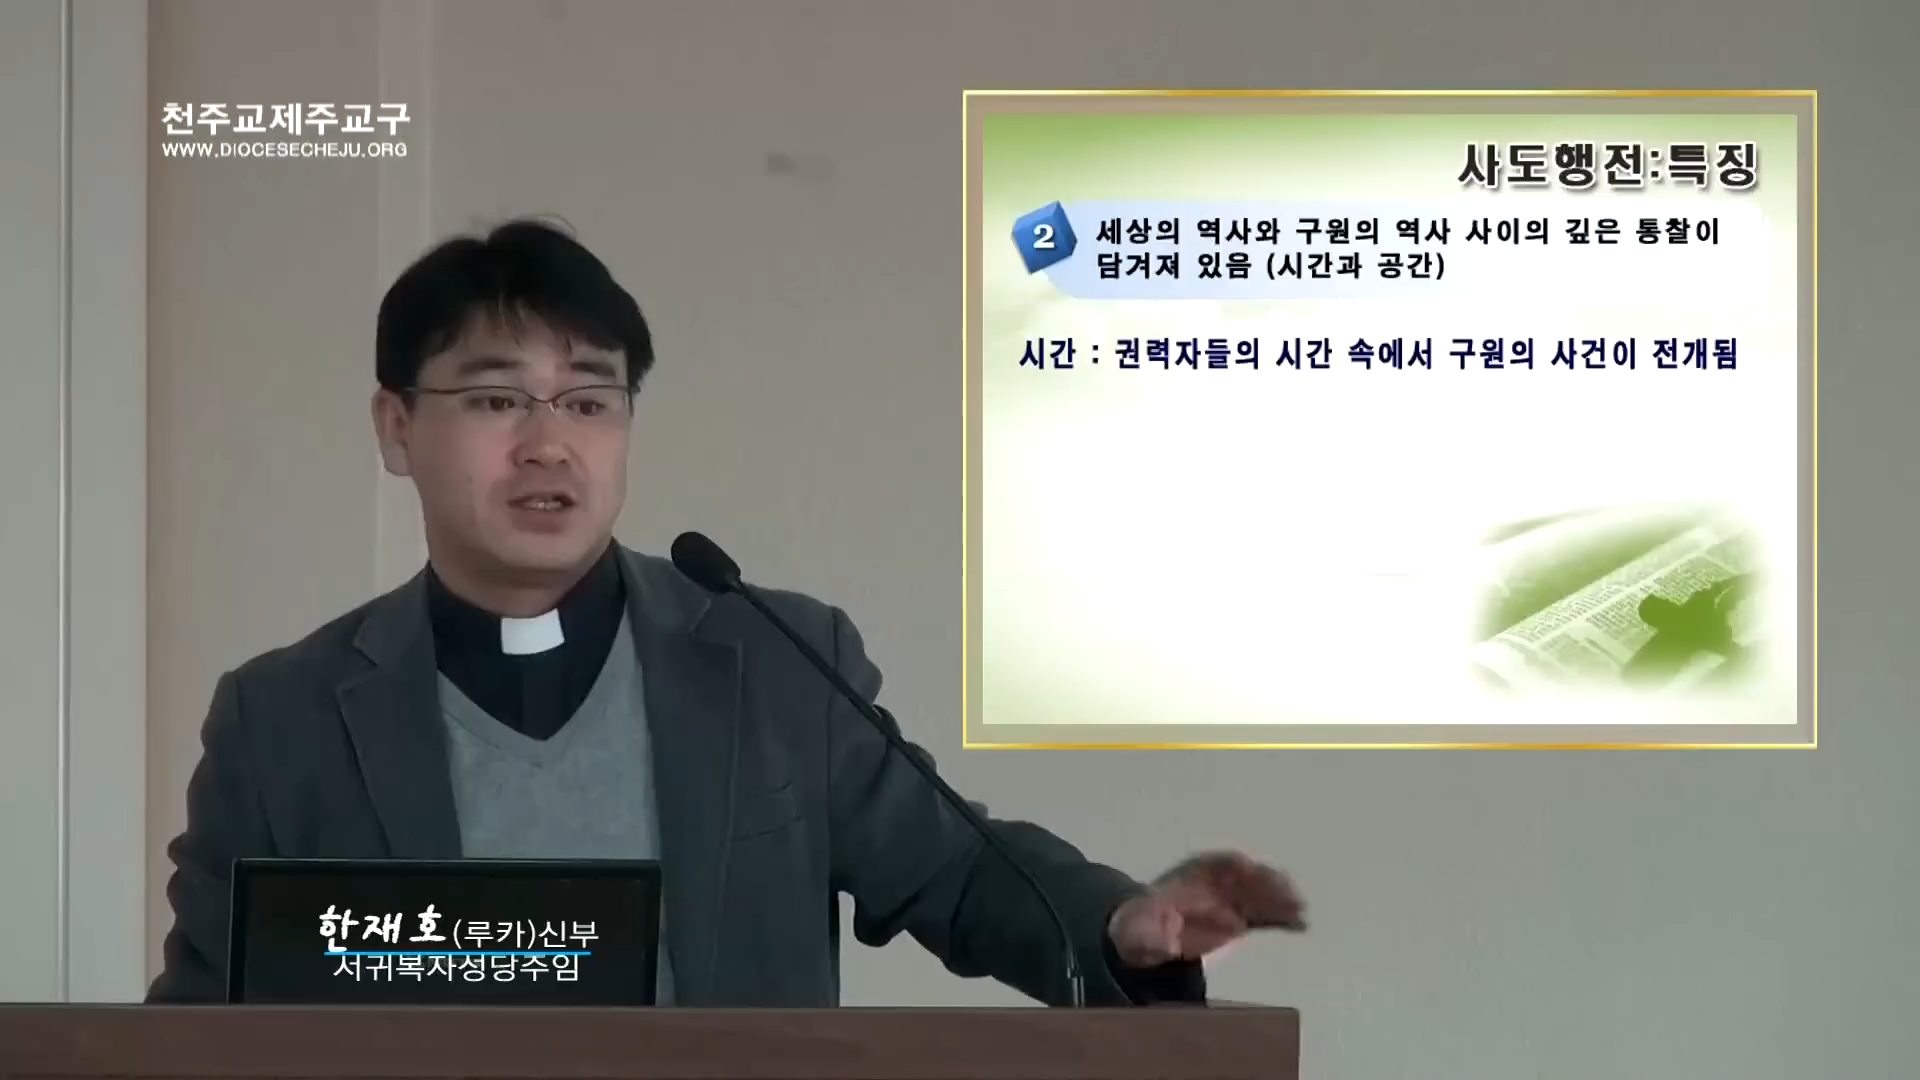 천주교제주교구
WWW.DIOCESECHEJU.ORG
사도행전:특징
2
세상의 역사와 구원의 역사 사이의 깊은 통찰이
담겨져 있음 (시간과 공간)
시간 : 권력자들의 시간 속에서 구원의 사건이 전개됨
한재호(루카)신부
서귀복자성당주임